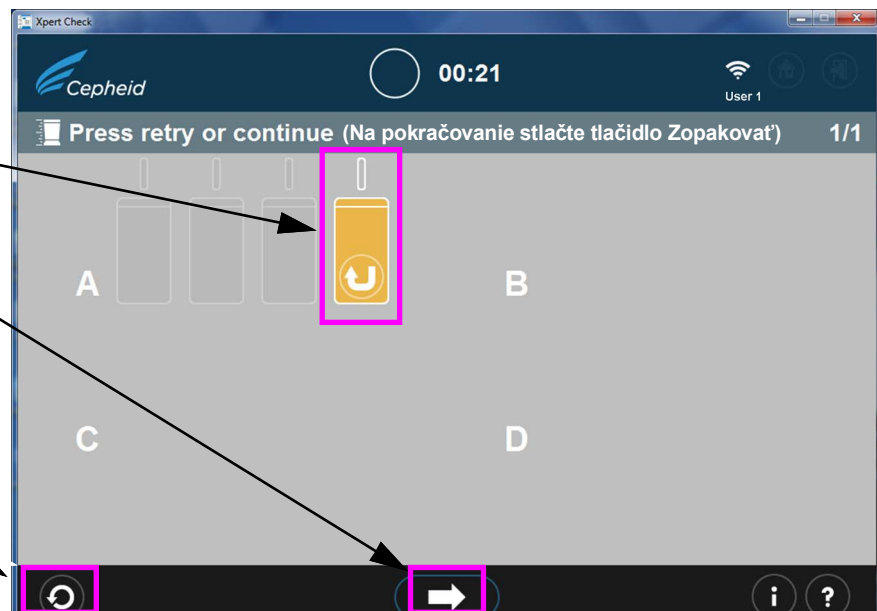 Xpert Check
Cepheid
00:21
User 1
Press retry or continue (Na pokračovanie stlačte tlačidlo Zopakovať) 1/1
A
B
C
D
i ?